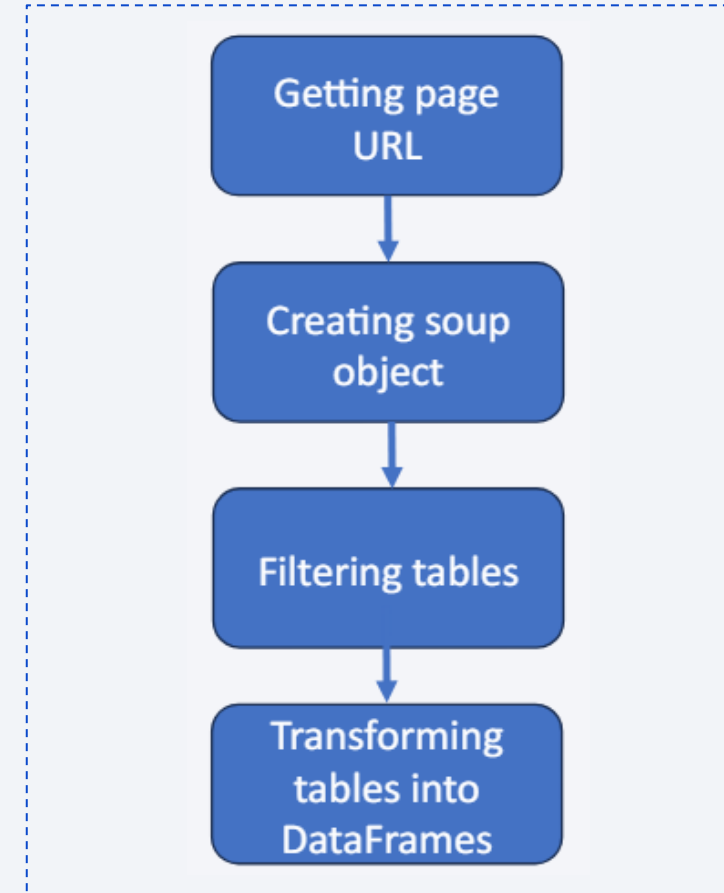 Getting page
URL
Creating soup
object
Filtering tables
Transforming
tables into
DataFrames